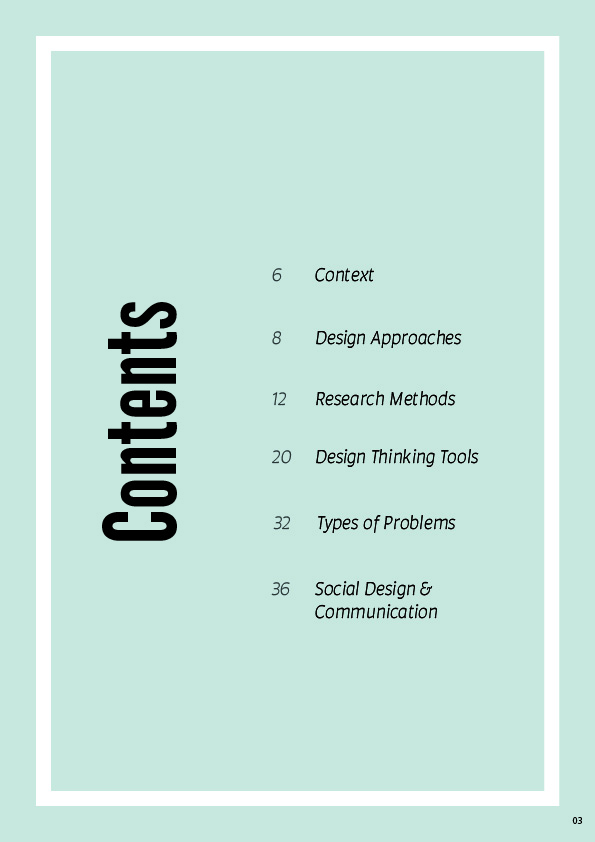 Contents
6 Context
8 Design Approaches
12 Research Methods
20 Design Thinking Tools
32 Types of Problems
36 Social Design &
Communication
03